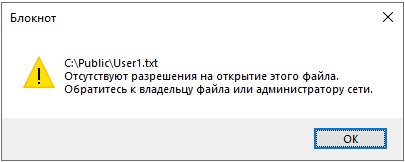 Блокнот
C:\Public\User1.txt
Отсутствуют разрешения на открытие этого файла.
Обратитесь к владельцу файла или администратору сети.
ОК